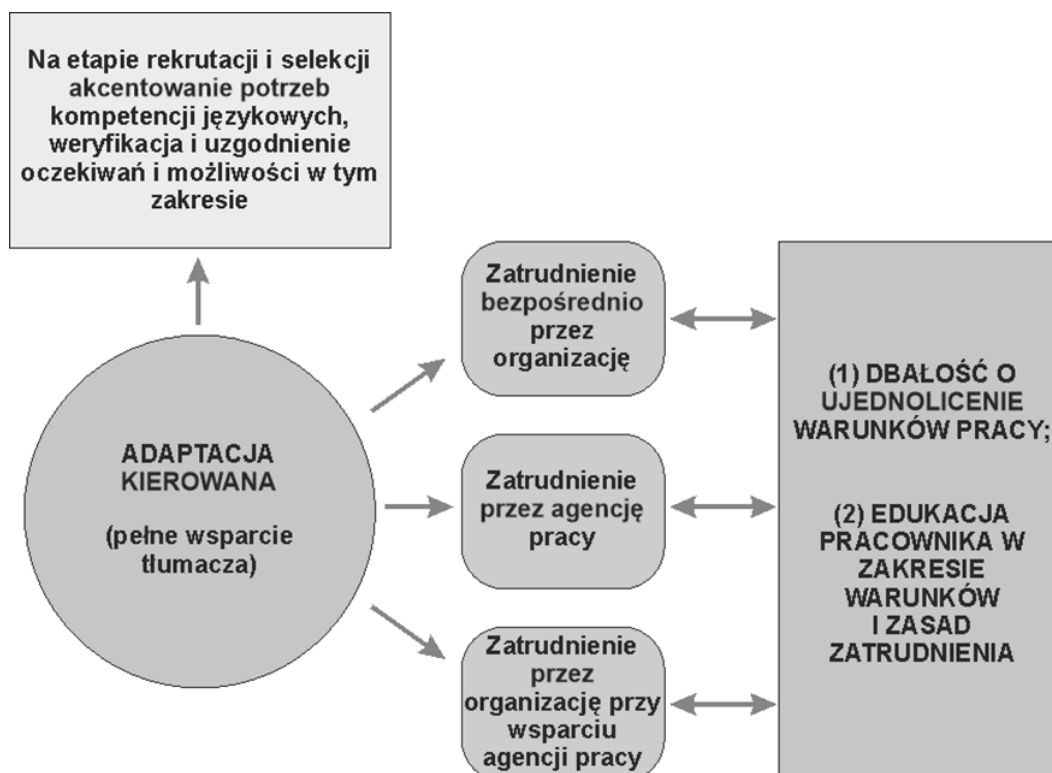 Na etapie rekrutacji i selekcji
akcentowanie potrzeb
kompetencji językowych,
weryfikacja i uzgodnienie
oczekiwań i możliwości w tym
zakresie
ADAPTACJA
KIEROWANA
(pełne wsparcie
tłumacza)
Zatrudnienie
bezpośrednio
przez
organizację
Zatrudnienie
przez agencję
pracy
Zatrudnienie
przez
organizację przy
wsparciu
agencji pracy
(1) DBAŁOŚĆ O
UJEDNOLICENIE
WARUNKÓW PRACY;
(2) EDUKACJA
PRACOWNIKA W
ZAKRESIE
WARUNKÓW
I ZASAD
ZATRUDNIENIA